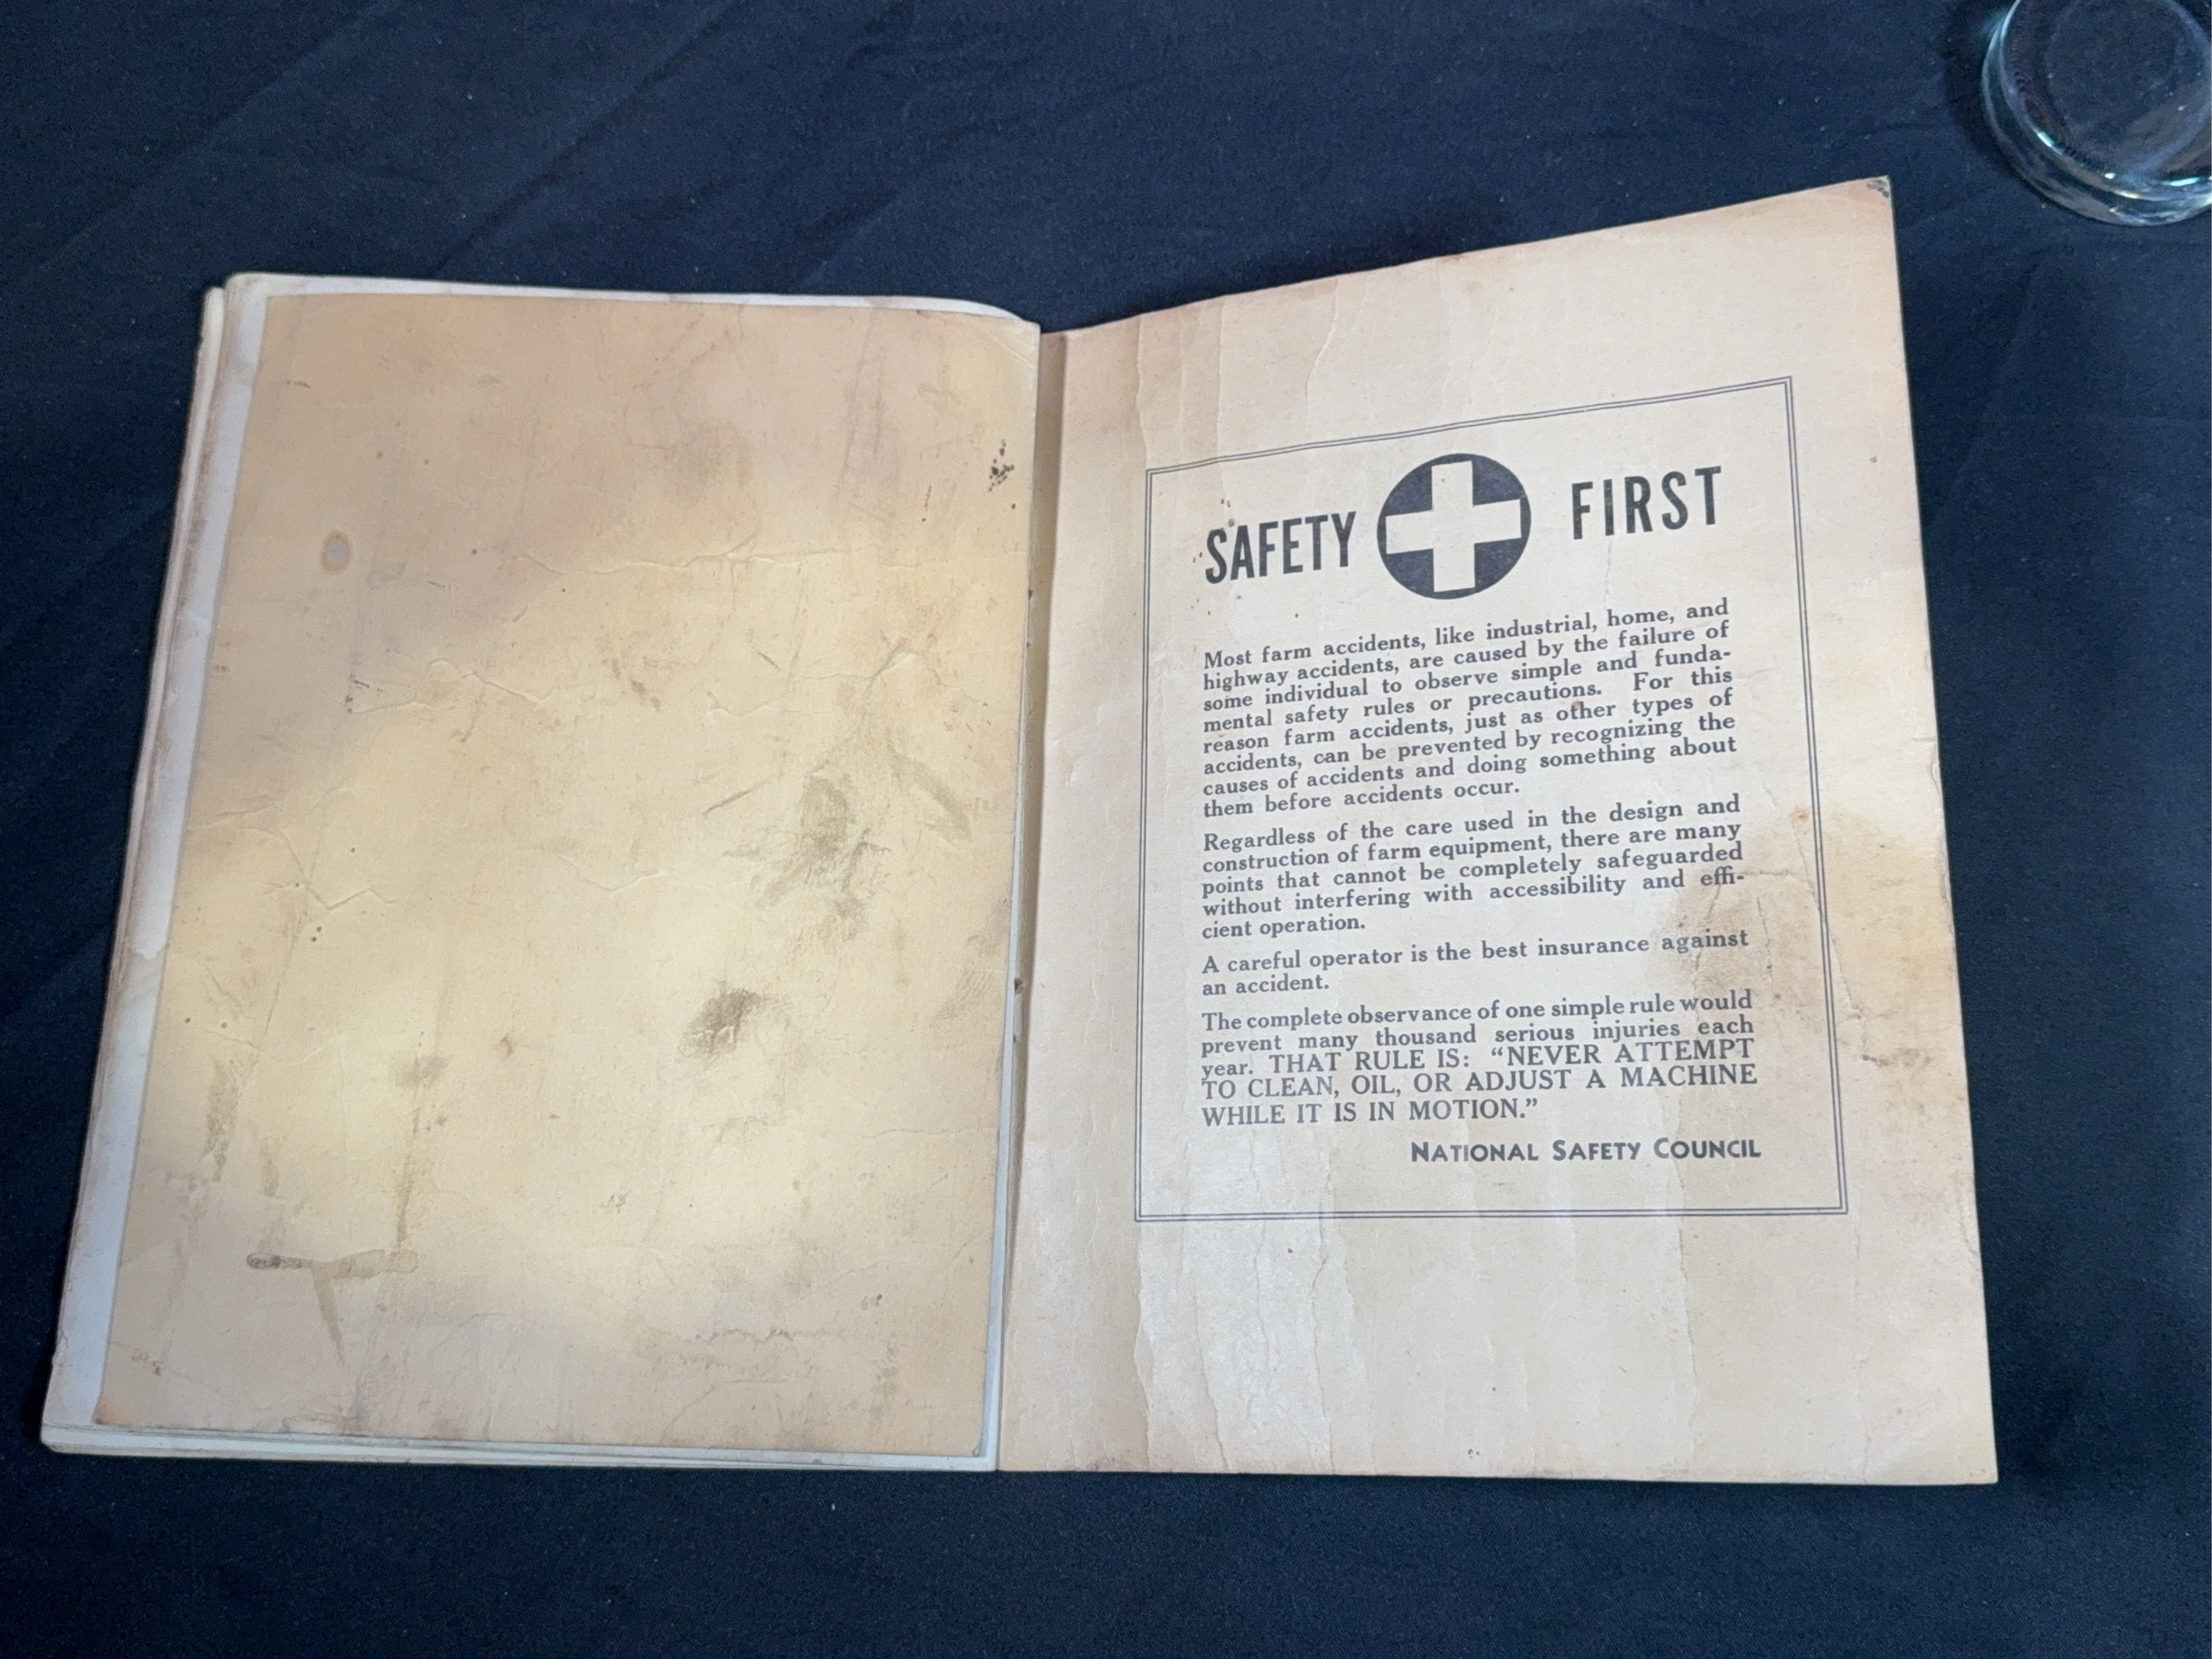 SAFETY FIRST
Most farm accidents, like industrial, home, and
highway accidents, are caused by the failure of
some individual to observe simple and funda-
mental safety rules or precautions. For this
reason farm accidents, just as other types of
accidents, can be prevented by recognizing the
causes of accidents and doing something about
them before accidents occur.
Regardless of the care used in the design and
construction of farm equipment, there are many
points that cannot be completely safeguarded
without interfering with accessibility and effi-
cient operation.
A careful operator is the best insurance against
an accident.
The complete observance of one simple rule would
prevent many thousand serious injuries each
year. THAT RULE IS: “NEVER ATTEMPT
TO CLEAN, OIL, OR ADJUST A MACHINE
WHILE IT IS IN MOTION.”
NATIONAL SAFETY COUNCIL